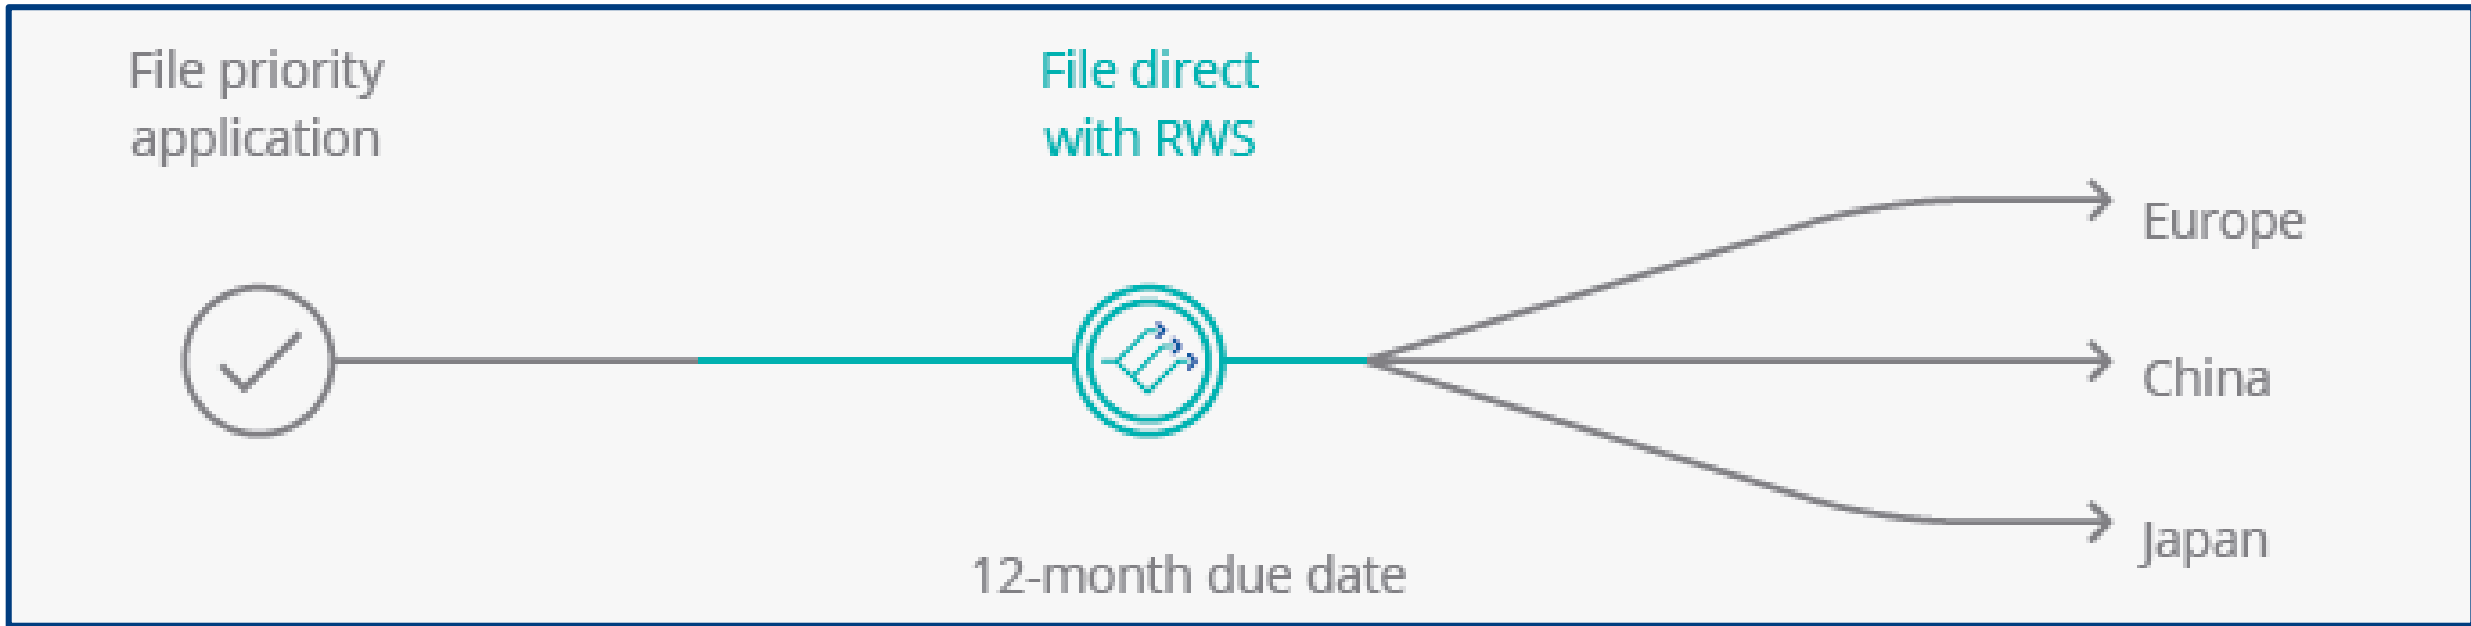 File priority
application
File direct
with RWS
Europe
China
Japan
12-month due date